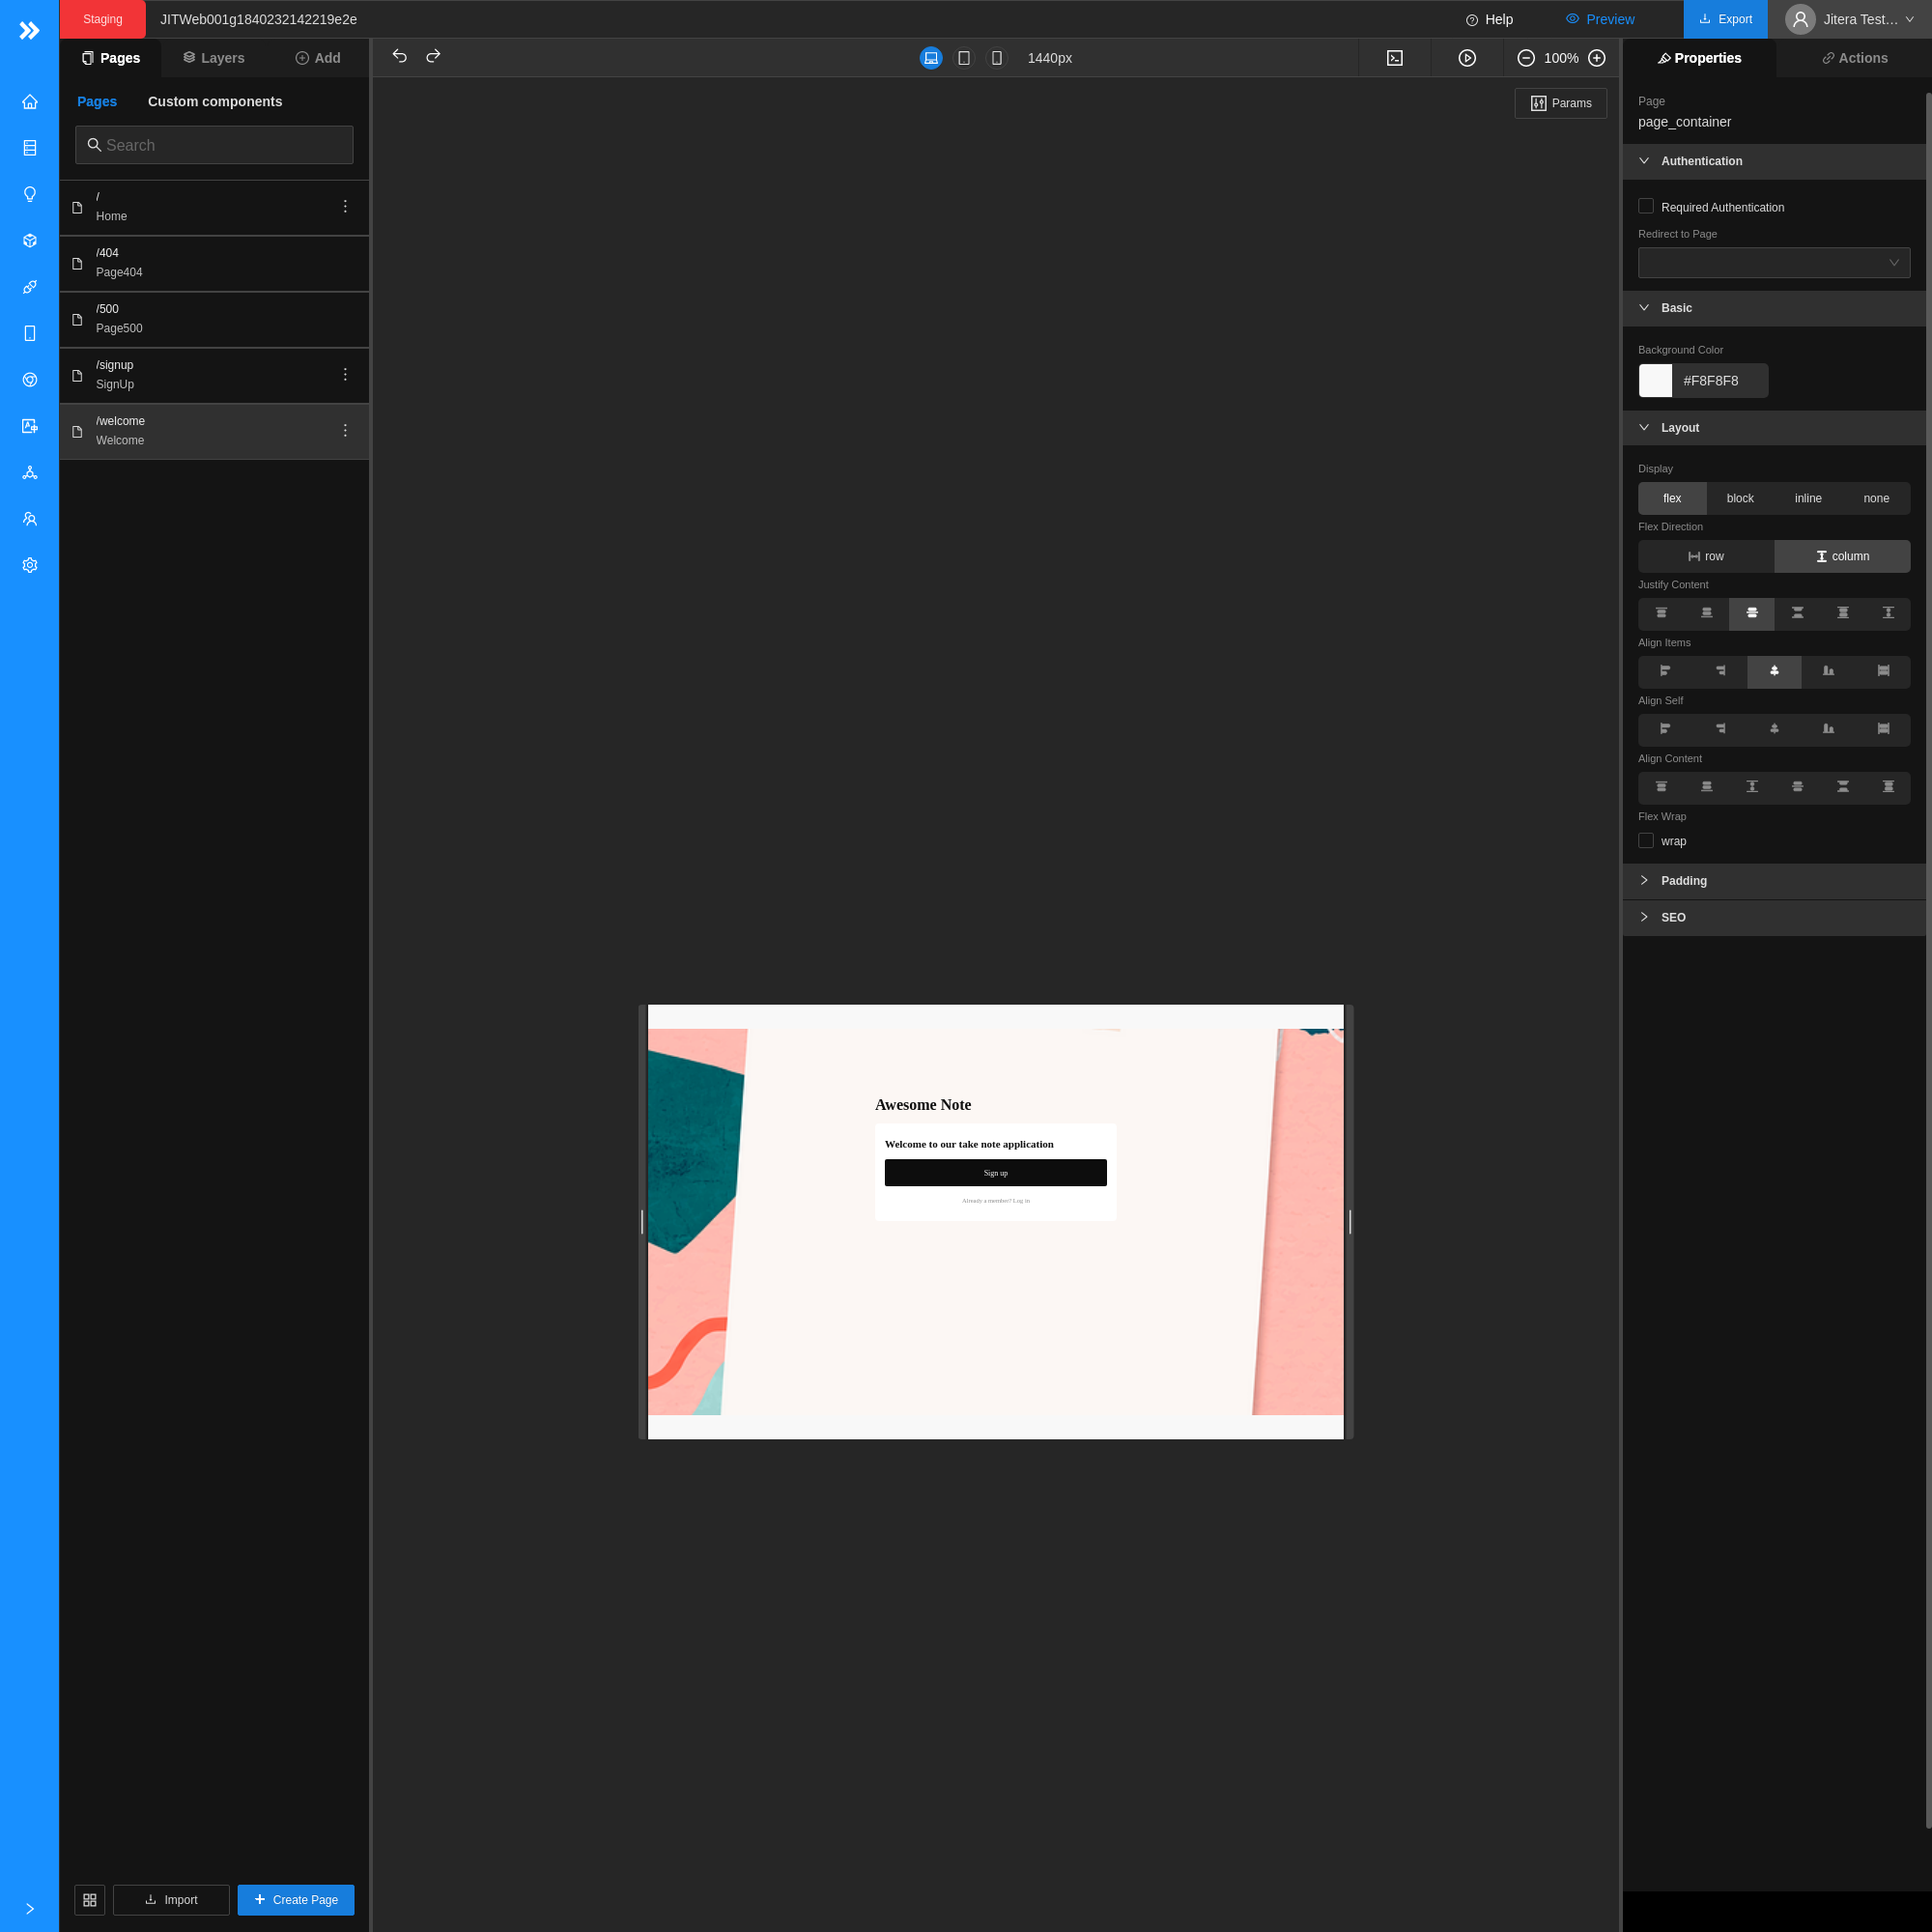 Staging
JITWeb001g1840232142219e2e
Help
Preview
Export
Jitera Test…
Pages
Layers
Add
1440px
100%
Properties
Actions
Pages
Custom components
Search
/
Home
/404
Page404
/500
Page500
/signup
SignUp
/welcome
Welcome
Import
Create Page
Params
Awesome Note
Welcome to our take note application
Sign up
Already a member? Log in
Page
page_container
Authentication
Required Authentication
Redirect to Page
Basic
Background Color
#F8F8F8
Layout
Display
flex
block
inline
none
Flex Direction
row
column
Justify Content
Align Items
Align Self
Align Content
Flex Wrap
wrap
Padding
SEO